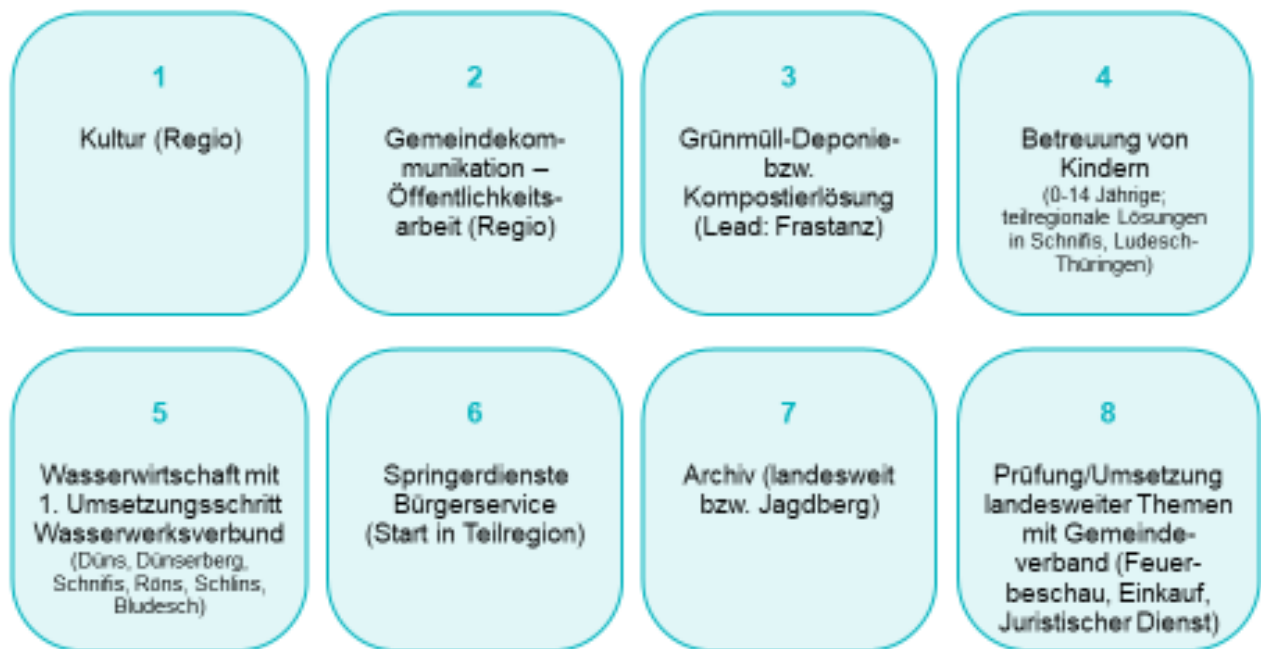 1
Kultur (Regio)
2
Gemeindekom-
munikation –
Öffentlichkeits-
arbeit (Regio)
3
Grünmüll-Deponie-
bzw.
Kompostierlösung
(Lead: Frastanz)
4
Betreuung von
Kindern
(0-14 Jährige;
teilregionale Lösungen
in Schnifis, Ludesch-
Thüringen)
5
Wasserwirtschaft mit
1. Umsetzungsschritt
Wasserwerksverbund
(Düns, Dünserberg,
Schnifis, Röns, Schlins,
Bludesch)
6
Springerdienste
Bürgerservice
(Start in Teilregion)
7
Archiv (landesweit
bzw. Jagdberg)
8
Prüfung/Umsetzung
landesweiter Themen
mit Gemeinde-
verband (Feuer-
beschau, Einkauf,
Juristischer Dienst)